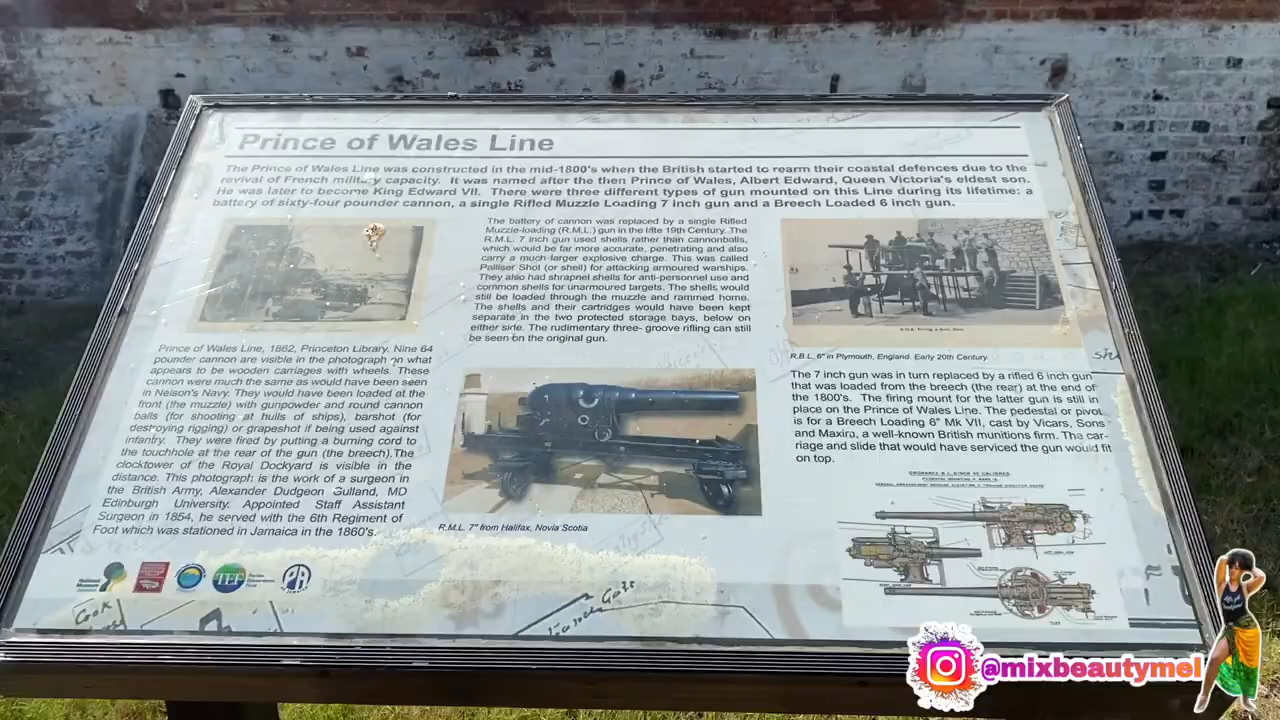 Prince of Wales Line
The Prince of Wales Line was constructed in the mid-1800's when the British started to rearm their coastal defences due to the
revival of French military capacity. It was named after the then Prince of Wales, Albert Edward, Queen Victoria's eldest son.
He was later to become King Edward VII. There were three different types of gun mounted on this Line during its lifetime: a
battery of sixty-four pounder cannon, a single Rifled Muzzle Loading 7 inch gun and a Breech Loaded 6 inch gun.
Prince of Wales Line, 1862, Princeton Library. Nine 64
pounder cannon are visible in the photograph on what
appears to be wooden carriages with wheels. These
cannon were much the same as would have been seen
in Nelson's Navy. They would have been loaded at the
front (the muzzle) with gunpowder and round cannon
balls (for shooting at hulls of ships), barshot (for
destroying rigging) or grapeshot if being used against
infantry. They were fired by putting a burning cord to
the touchhole at the rear of the gun (the breech). The
clocktower of the Royal Dockyard is visible in the
distance. This photograph is the work of a surgeon in
the British Army, Alexander Dudgeon Gulland, MD
Edinburgh University. Appointed Staff Assistant
Surgeon in 1854, he served with the 6th Regiment of
Foot which was stationed in Jamaica in the 1860's.
The battery of cannon was replaced by a single Rifled
Muzzle-loading (R.M.L.) gun in the late 19th Century. The
R.M.L. 7 inch gun used shells rather than cannonballs,
which would be far more accurate, penetrating and also
carry a much larger explosive charge. This was called
Palliser Shot (or shell) for attacking armoured warships.
They also had shrapnel shells for anti-personnel use and
common shells for unarmoured targets. The shells would
still be loaded through the muzzle and rammed home.
The shells and their cartridges would have been kept
separate in the two protected storage bays, below on
either side. The rudimentary three- groove rifling can still
be seen on the original gun.
R.M.L. 7" from Halifax, Novia Scotia
R.B.L. 6" in Plymouth, England. Early 20th Century.
The 7 inch gun was in turn replaced by a rifled 6 inch gun
that was loaded from the breech (the rear) at the end of
the 1800's. The firing mount for the latter gun is still in
place on the Prince of Wales Line. The pedestal or pivot
is for a Breech Loading 6" Mk VII, cast by Vicars, Sons
and Maxim, a well-known British munitions firm. The car-
riage and slide that would have serviced the gun would fit
on top.
ORDNANCE B.L. 6 INCH 45 CALIBRES.
National Museum
TEF
Cook
Gate
@mixbeautymel